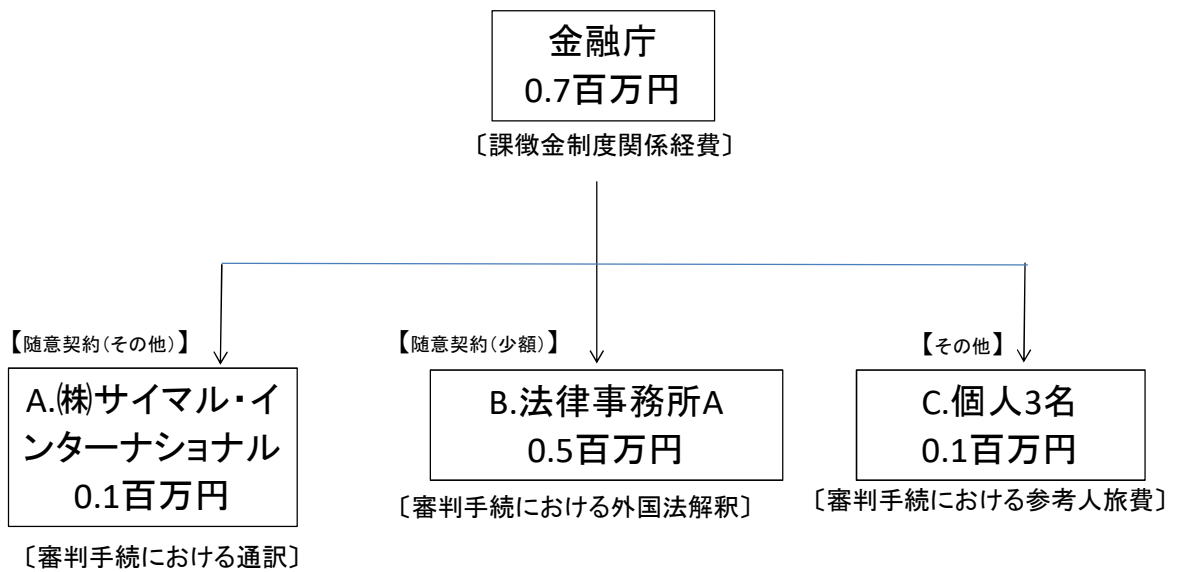 金融庁
0.7百万円
〔課徴金制度関係経費〕
【随意契約(その他)】
A.㈱サイマル・イ
ンターナショナル
0.1百万円
〔審判手続における通訳〕
【随意契約(少額)】
B.法律事務所A
0.5百万円
〔審判手続における外国法解釈〕
【その他】
C.個人3名
0.1百万円
〔審判手続における参考人旅費〕